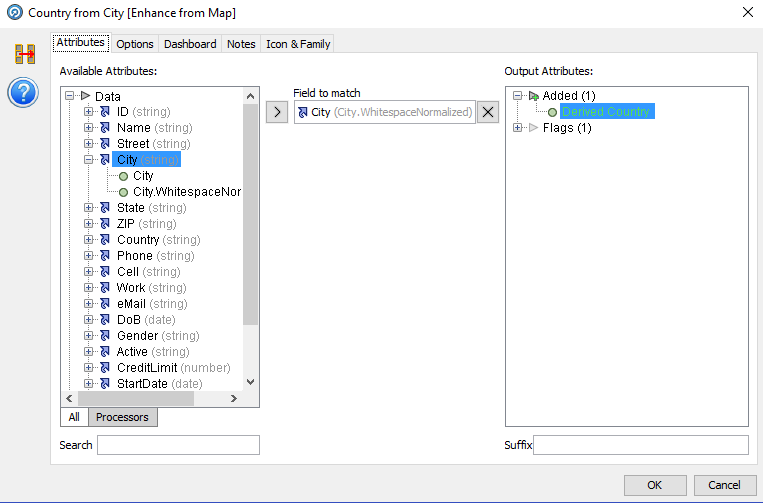 Country from City [Enhance from Map]
Attributes Options Dashboard Notes Icon & Family
Available Attributes:
Data
ID (string)
Name (string)
Street (string)
City (string)
City
City.WhitespaceNor
State (string)
ZIP (string)
Country (string)
Phone (string)
Cell (string)
Work (string)
eMail (string)
DoB (date)
Gender (string)
Active (string)
CreditLimit (number)
StartDate (date)
All Processors
Search
Field to match
City (City.WhitespaceNormalized)
Output Attributes:
Added (1)
Derived Country
Flags (1)
Suffix
OK Cancel